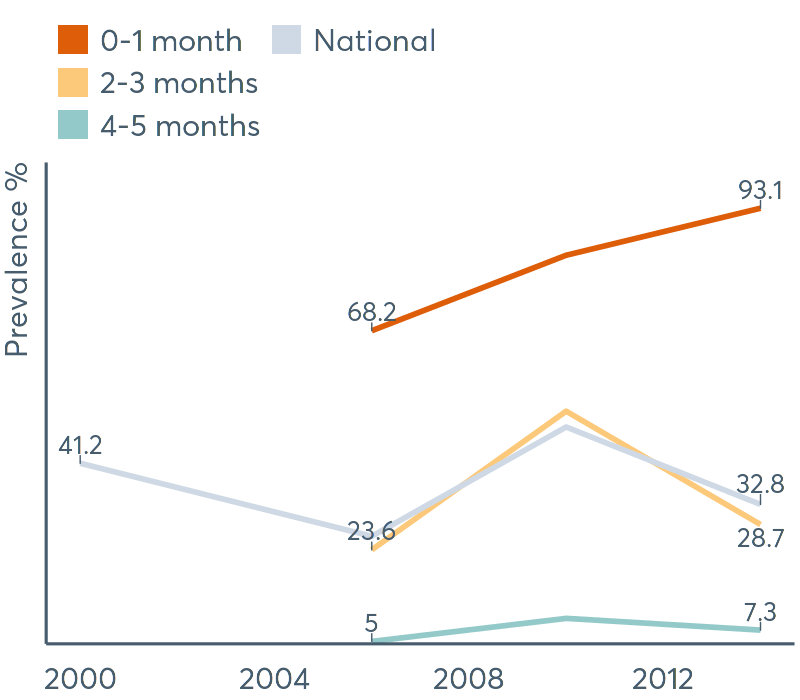 0-1 month National
2-3 months
4-5 months
Prevalence %
93.1
68.2
41.2
32.8
23.6
28.7
7.3
5
2000 2004 2008 2012